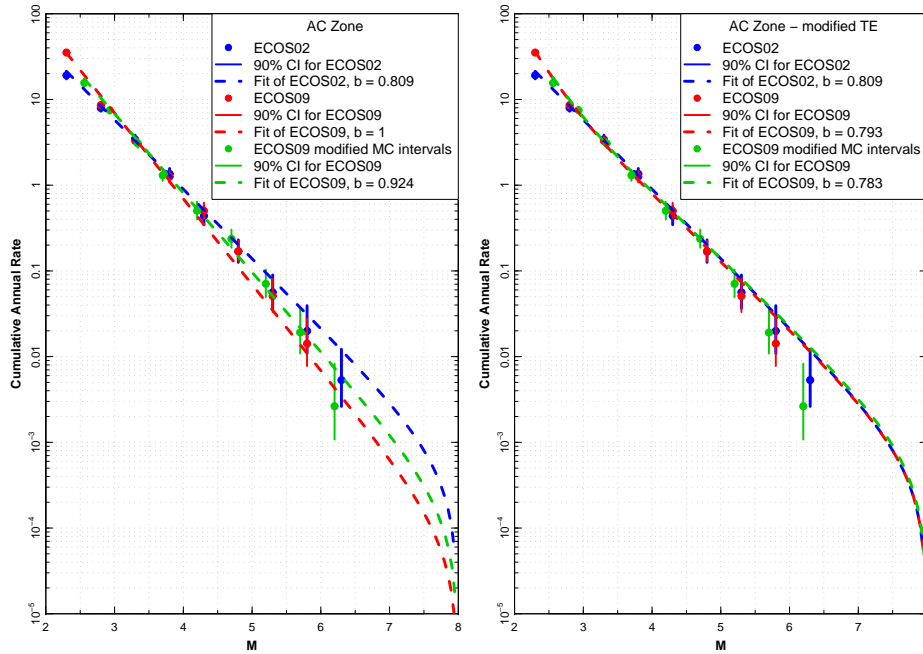 AC Zone
ECOS02
90% CI for ECOS02
Fit of ECOS02, b = 0.809
ECOS09
90% CI for ECOS09
Fit of ECOS09, b = 1
ECOS09 modified MC intervals
90% CI for ECOS09
Fit of ECOS09, b = 0.924
100
10
1
0.1
0.01
10⁻³
10⁻⁴
10⁻⁵
Cumulative Annual Rate
2 3 4 5 6 7 8
M
AC Zone − modified TE
ECOS02
90% CI for ECOS02
Fit of ECOS02, b = 0.809
ECOS09
90% CI for ECOS09
Fit of ECOS09, b = 0.793
ECOS09 modified MC intervals
90% CI for ECOS09
Fit of ECOS09, b = 0.783
100
10
1
0.1
0.01
10⁻³
10⁻⁴
10⁻⁵
Cumulative Annual Rate
2 3 4 5 6 7
M